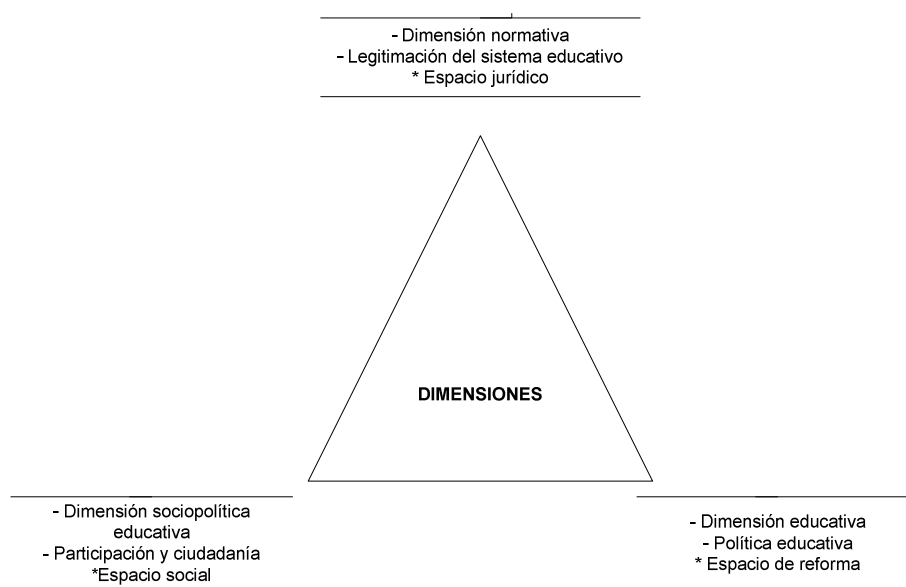 - Dimensión normativa
- Legitimación del sistema educativo
* Espacio jurídico
DIMENSIONES
- Dimensión sociopolítica
educativa
- Participación y ciudadanía
*Espacio social
- Dimensión educativa
- Política educativa
* Espacio de reforma